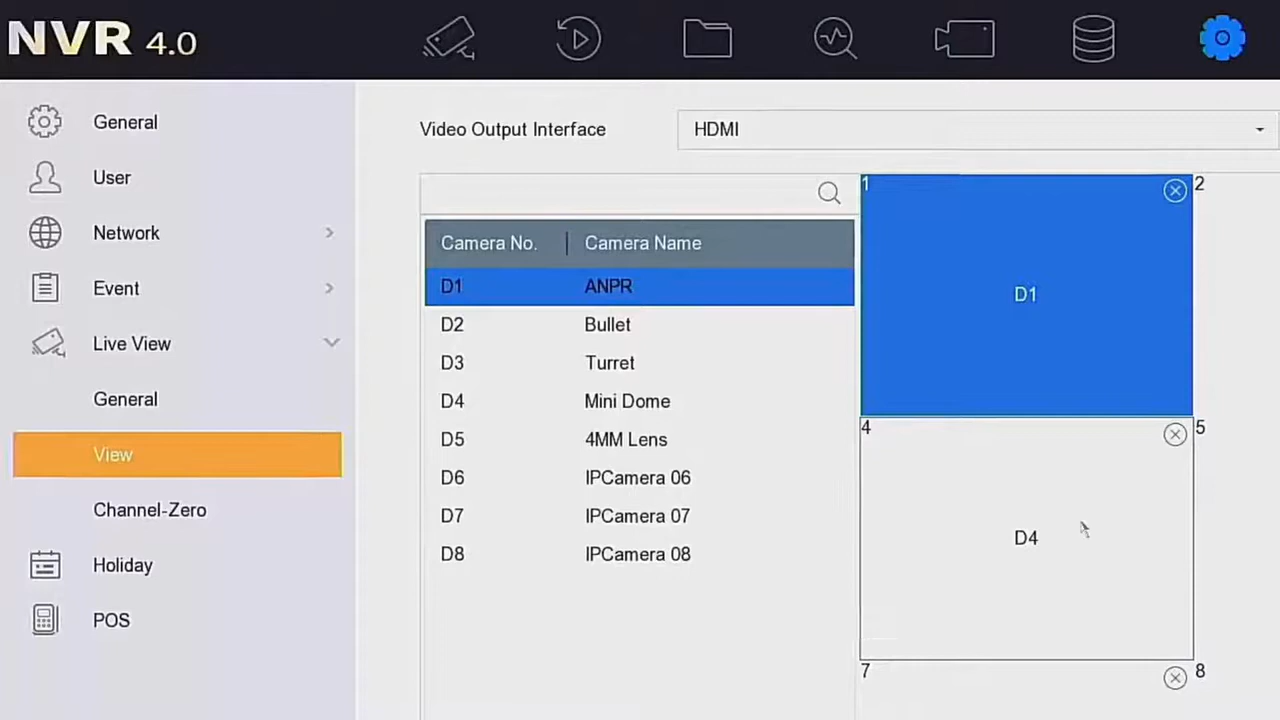 NVR 4.0
General
User
Network
Event
Live View
General
View
Channel-Zero
Holiday
POS
Video Output Interface
HDMI
Camera No. Camera Name
D1 ANPR
D2 Bullet
D3 Turret
D4 Mini Dome
D5 4MM Lens
D6 IPCamera 06
D7 IPCamera 07
D8 IPCamera 08
1
2
D1
4
5
D4
7
8